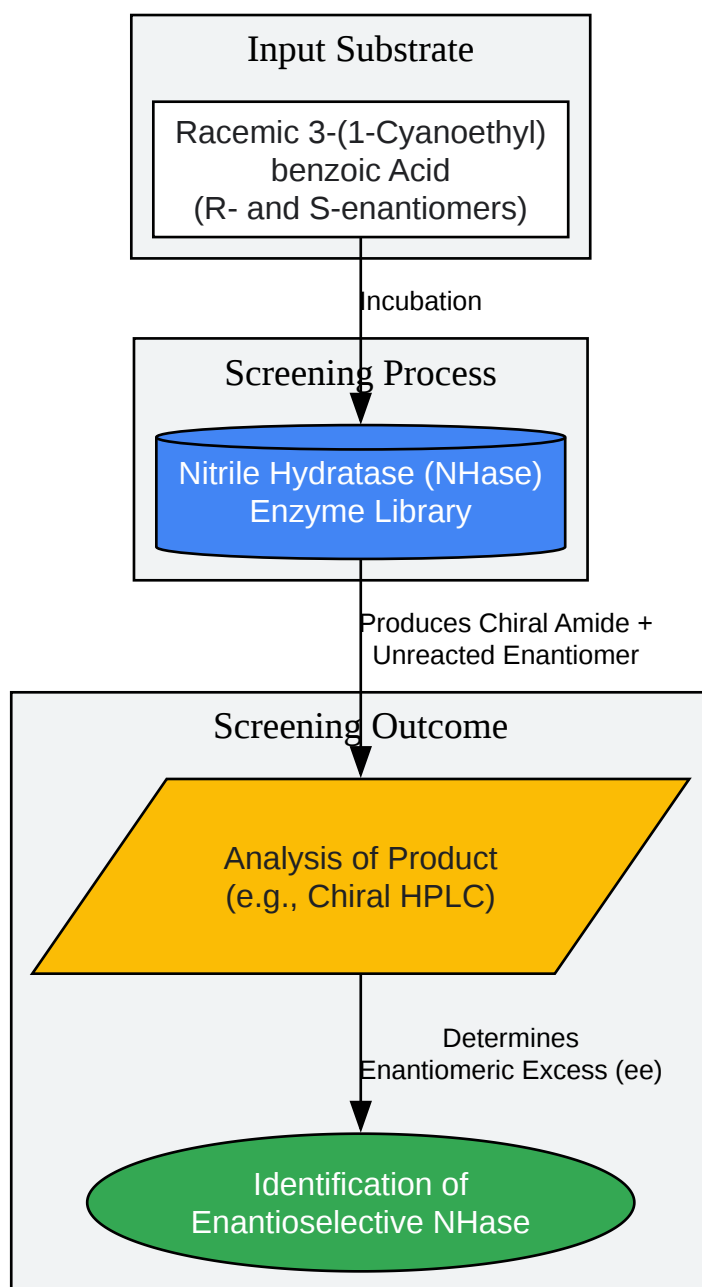 Input Substrate
Racemic 3-(1-Cyanoethyl)
benzoic Acid
(R- and S-enantiomers)
Incubation
Screening Process
Nitrile Hydratase (NHase)
Enzyme Library
Produces Chiral Amide +
Unreacted Enantiomer
Screening Outcome
Analysis of Product
(e.g., Chiral HPLC)
Determines
Enantiomeric Excess (ee)
Identification of
Enantioselective NHase